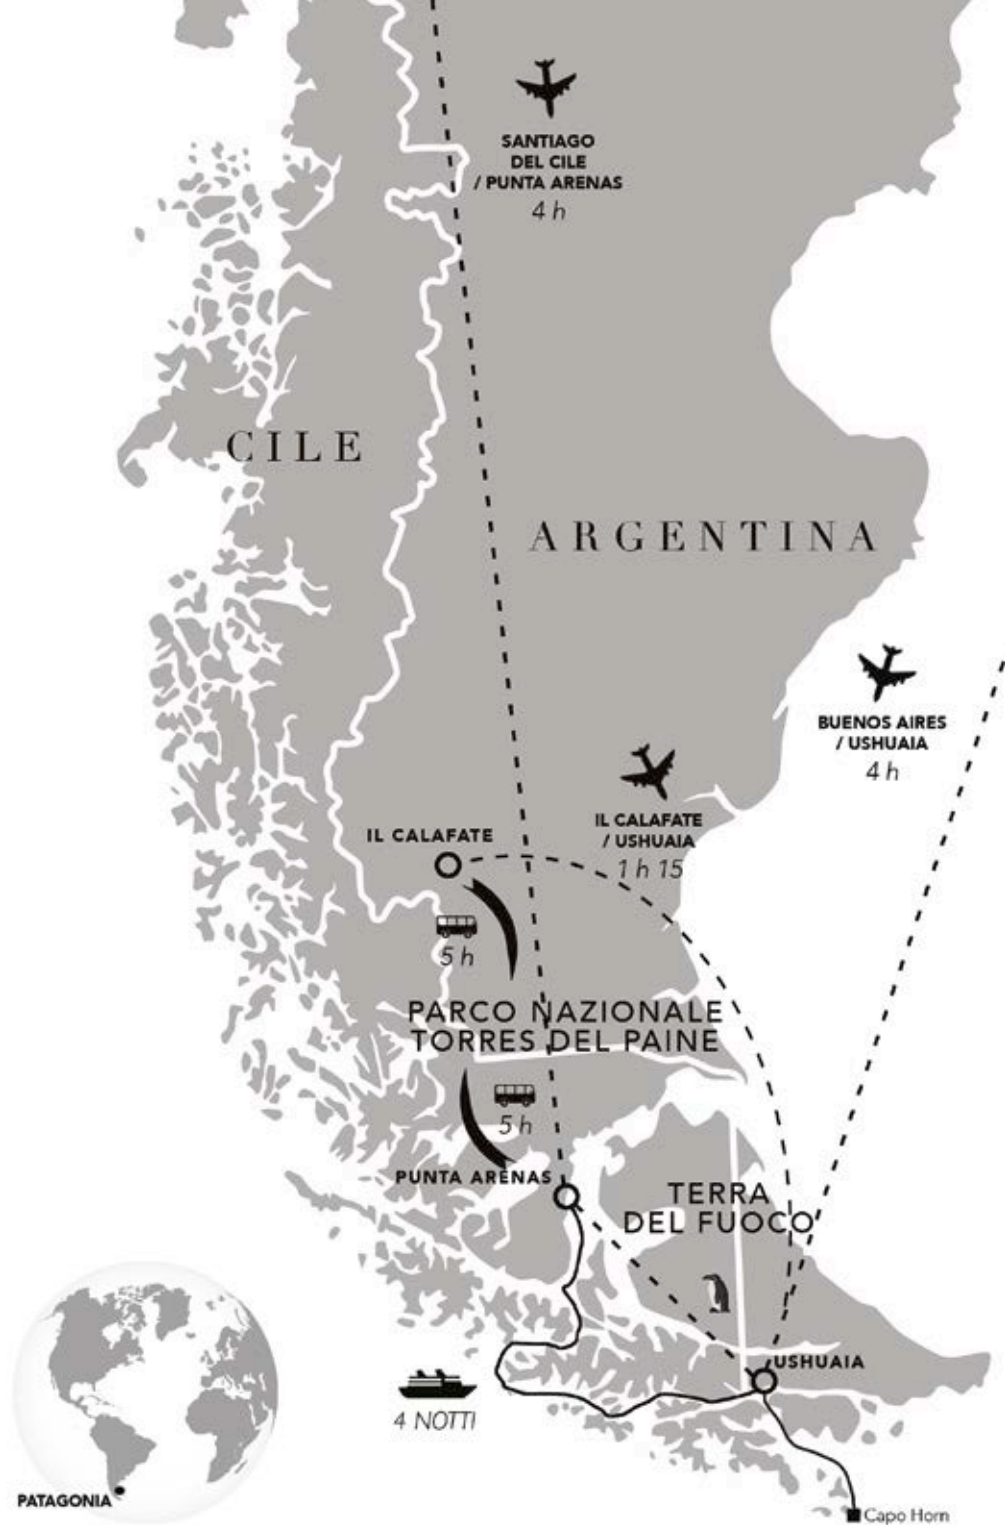 SANTIAGO
DEL CILE
/ PUNTA ARENAS
4 h
CILE
ARGENTINA
BUENOS AIRES
/ USHUAIA
4 h
IL CALAFATE
/ USHUAIA
1 h 15
IL CALAFATE
5 h
PARCO NAZIONALE
TORRES DEL PAINE
5 h
PUNTA ARENAS
TERRA
DEL FUOCO
USHUAIA
4 NOTTI
PATAGONIA
Capo Horn